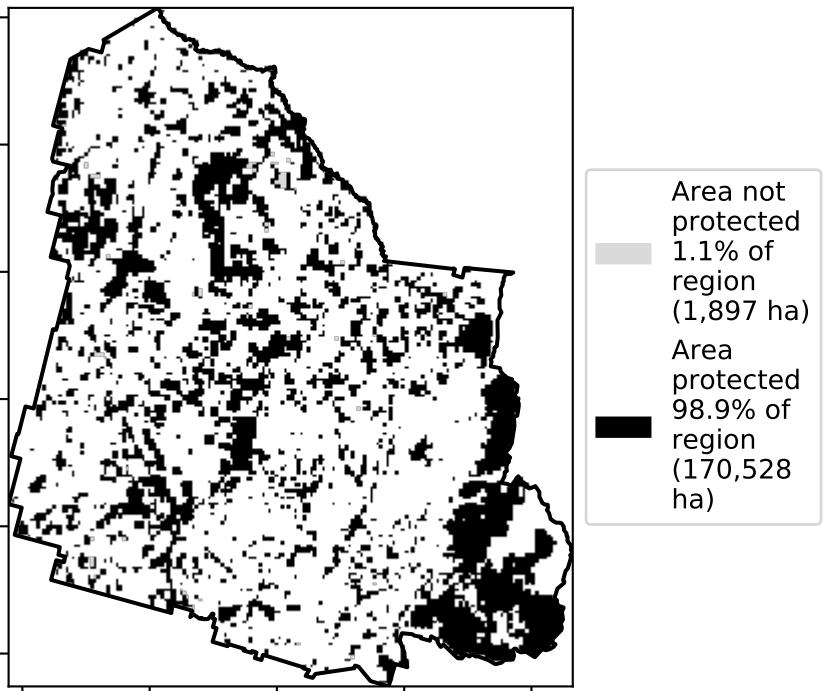 Area not
protected
1.1% of
region
(1,897 ha)
Area
protected
98.9% of
region
(170,528
ha)